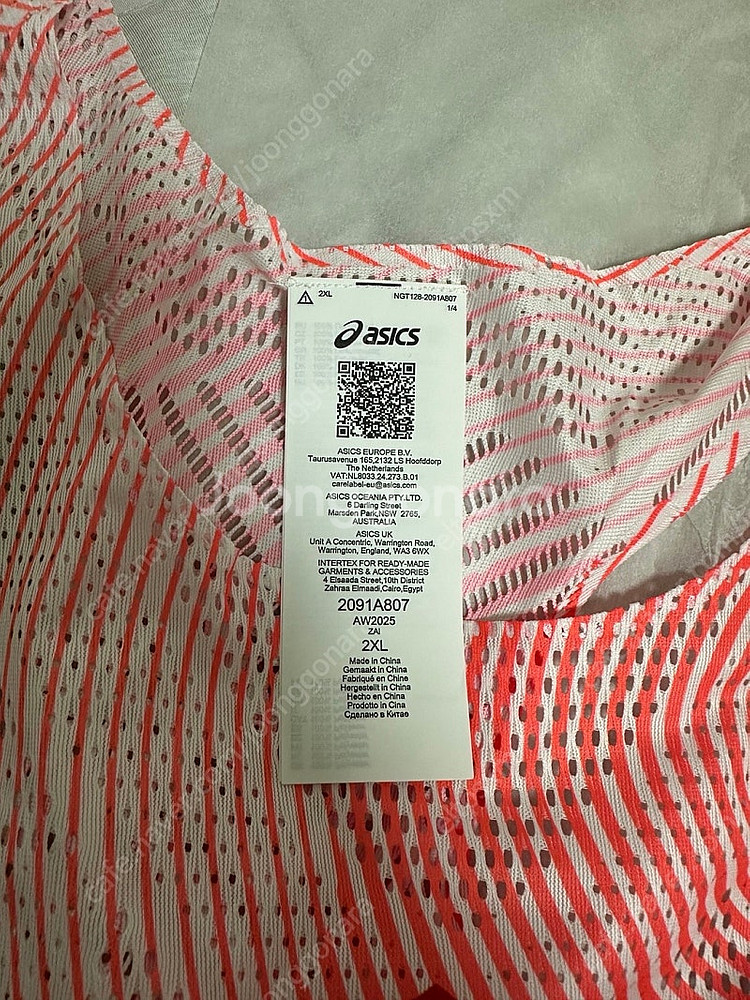 2XL
NGT128-2091A807
1/4
asics
ASICS EUROPE B.V.
Taurusavenue 165,2132 LS Hoofddorp
The Netherlands
VAT:NL8033.24.273.B.01
carelabel-eu@asics.com
ASICS OCEANIA PTY.LTD.
6 Darling Street
Marsden Park,NSW 2765,
AUSTRALIA
ASICS UK
Unit A Concentric, Warrington Road,
Warrington, England, WA3 6WX
INTERTEX FOR READY-MADE
GARMENTS & ACCESSORIES
4 Elsaada Street,10th District
Zahraa Elmaadi,Cairo,Egypt
2091A807
AW2025
ZAI
2XL
Made in China
Gemaakt in China
Fabriqué en Chine
Hergestellt in China
Hecho en China
Prodotto in Cina
Сделано в Китае
joonggonara